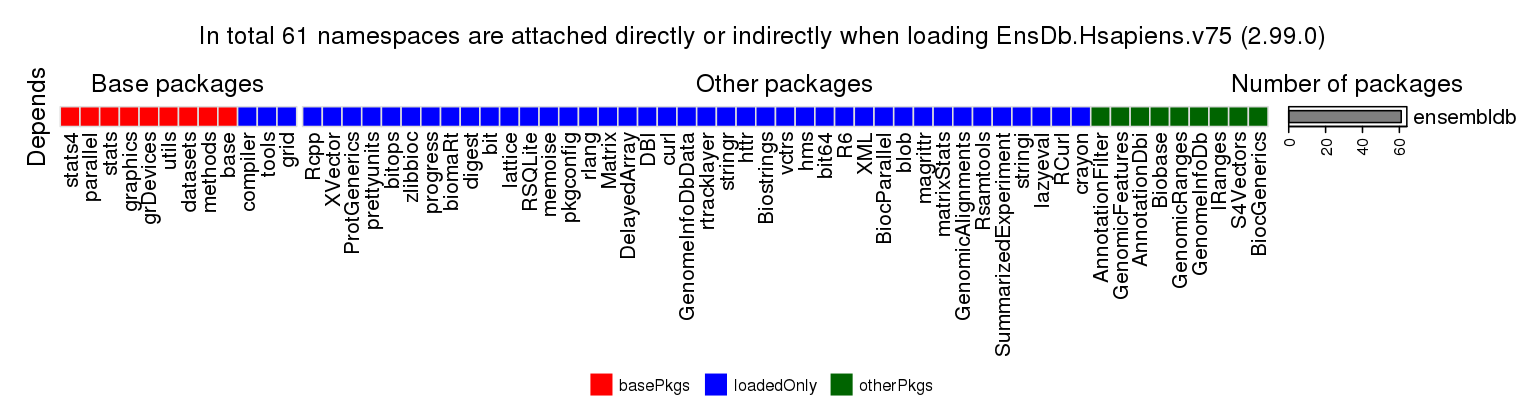 In total 61 namespaces are attached directly or indirectly when loading EnsDb.Hsapiens.v75 (2.99.0)
Base packages
Other packages
Number of packages
Depends
ensembldb
stats4
parallel
stats
graphics
grDevices
utils
datasets
methods
base
compiler
tools
grid
Rcpp
XVector
ProtGenerics
prettyunits
bitops
zlibbioc
progress
biomaRt
digest
bit
lattice
RSQLite
memoise
pkgconfig
rlang
Matrix
DelayedArray
DBI
curl
GenomeInfoDbData
rtracklayer
stringr
httr
Biostrings
vctrs
hms
bit64
R6
XML
BiocParallel
blob
magrittr
matrixStats
GenomicAlignments
Rsamtools
SummarizedExperiment
stringi
lazyeval
RCurl
crayon
AnnotationFilter
GenomicFeatures
AnnotationDbi
Biobase
GenomicRanges
GenomeInfoDb
IRanges
S4Vectors
BiocGenerics
0
20
40
60
basePkgs
loadedOnly
otherPkgs